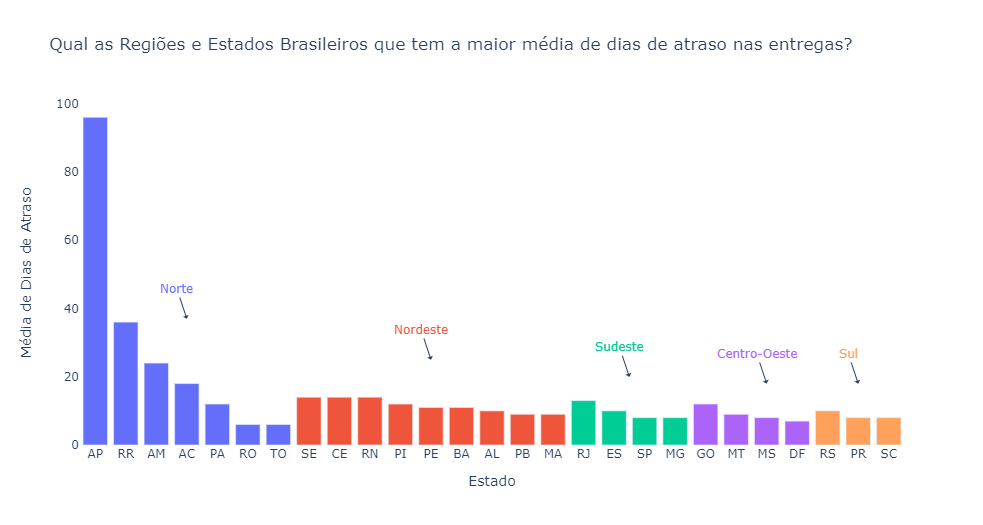 Qual as Regiões e Estados Brasileiros que tem a maior média de dias de atraso nas entregas?
Média de Dias de Atraso
100
80
60
40
20
0
Norte
Nordeste
Sudeste
Centro-Oeste
Sul
AP RR AM AC PA RO TO SE CE RN PI PE BA AL PB MA RJ ES SP MG GO MT MS DF RS PR SC
Estado